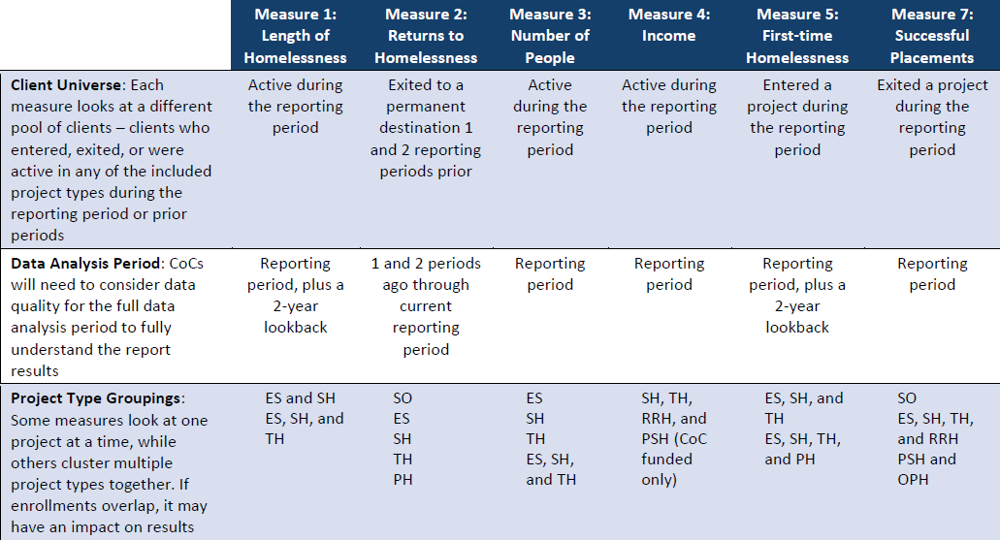 Measure 1:
Length of
Homelessness
Measure 2:
Returns to
Homelessness
Measure 3:
Number of
People
Measure 4:
Income
Measure 5:
First-time
Homelessness
Measure 7:
Successful
Placements
Client Universe: Each
measure looks at a different
pool of clients – clients who
entered, exited, or were
active in any of the included
project types during the
reporting period or prior
periods
Active during
the reporting
period
Exited to a
permanent
destination 1
and 2 reporting
periods prior
Active
during the
reporting
period
Active during
the reporting
period
Entered a
project during
the reporting
period
Exited a project
during the
reporting
period
Data Analysis Period: CoCs
will need to consider data
quality for the full data
analysis period to fully
understand the report
results
Reporting
period, plus a
2-year
lookback
1 and 2 periods
ago through
current
reporting
period
Reporting
period
Reporting
period
Reporting
period, plus a
2-year
lookback
Reporting
period
Project Type Groupings:
Some measures look at one
project at a time, while
others cluster multiple
project types together. If
enrollments overlap, it may
have an impact on results
ES and SH
ES, SH, and
TH
SO
ES
SH
TH
PH
ES
SH
TH
ES, SH,
and TH
SH, TH,
RRH, and
PSH (CoC
funded
only)
ES, SH, and
TH
ES, SH, TH,
and PH
SO
ES, SH, TH,
and RRH
PSH and
OPH